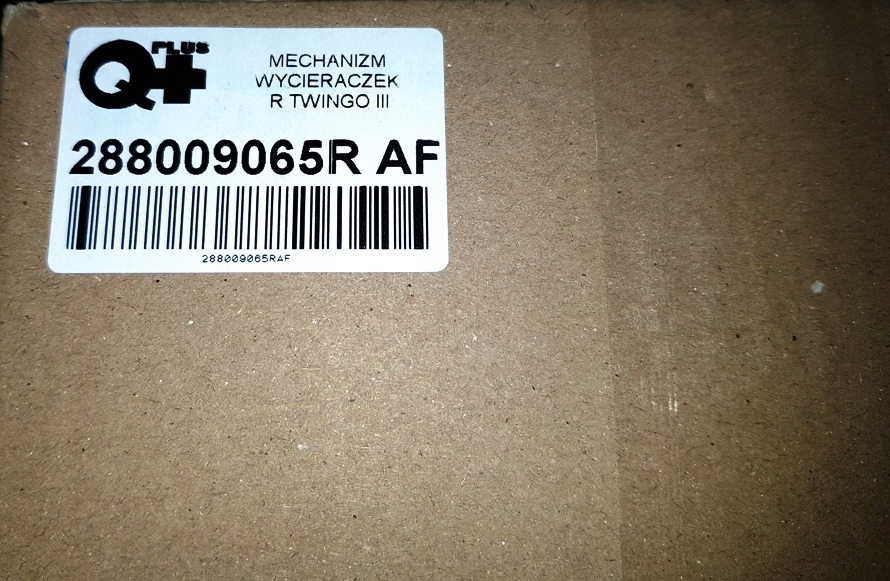 Q+ PLUS
MECHANIZM
WYCIERACZEK
R TWINGO III
288009065R AF
288009065RAF